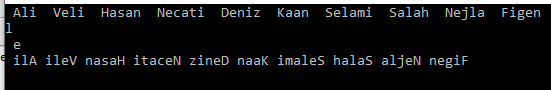 Ali Veli Hasan Necati Deniz Kaan Selami Salah Nejla Figen
l
e
ilA ileV nasaH itaceN zineD naaK imaleS halaS aljeN negiF